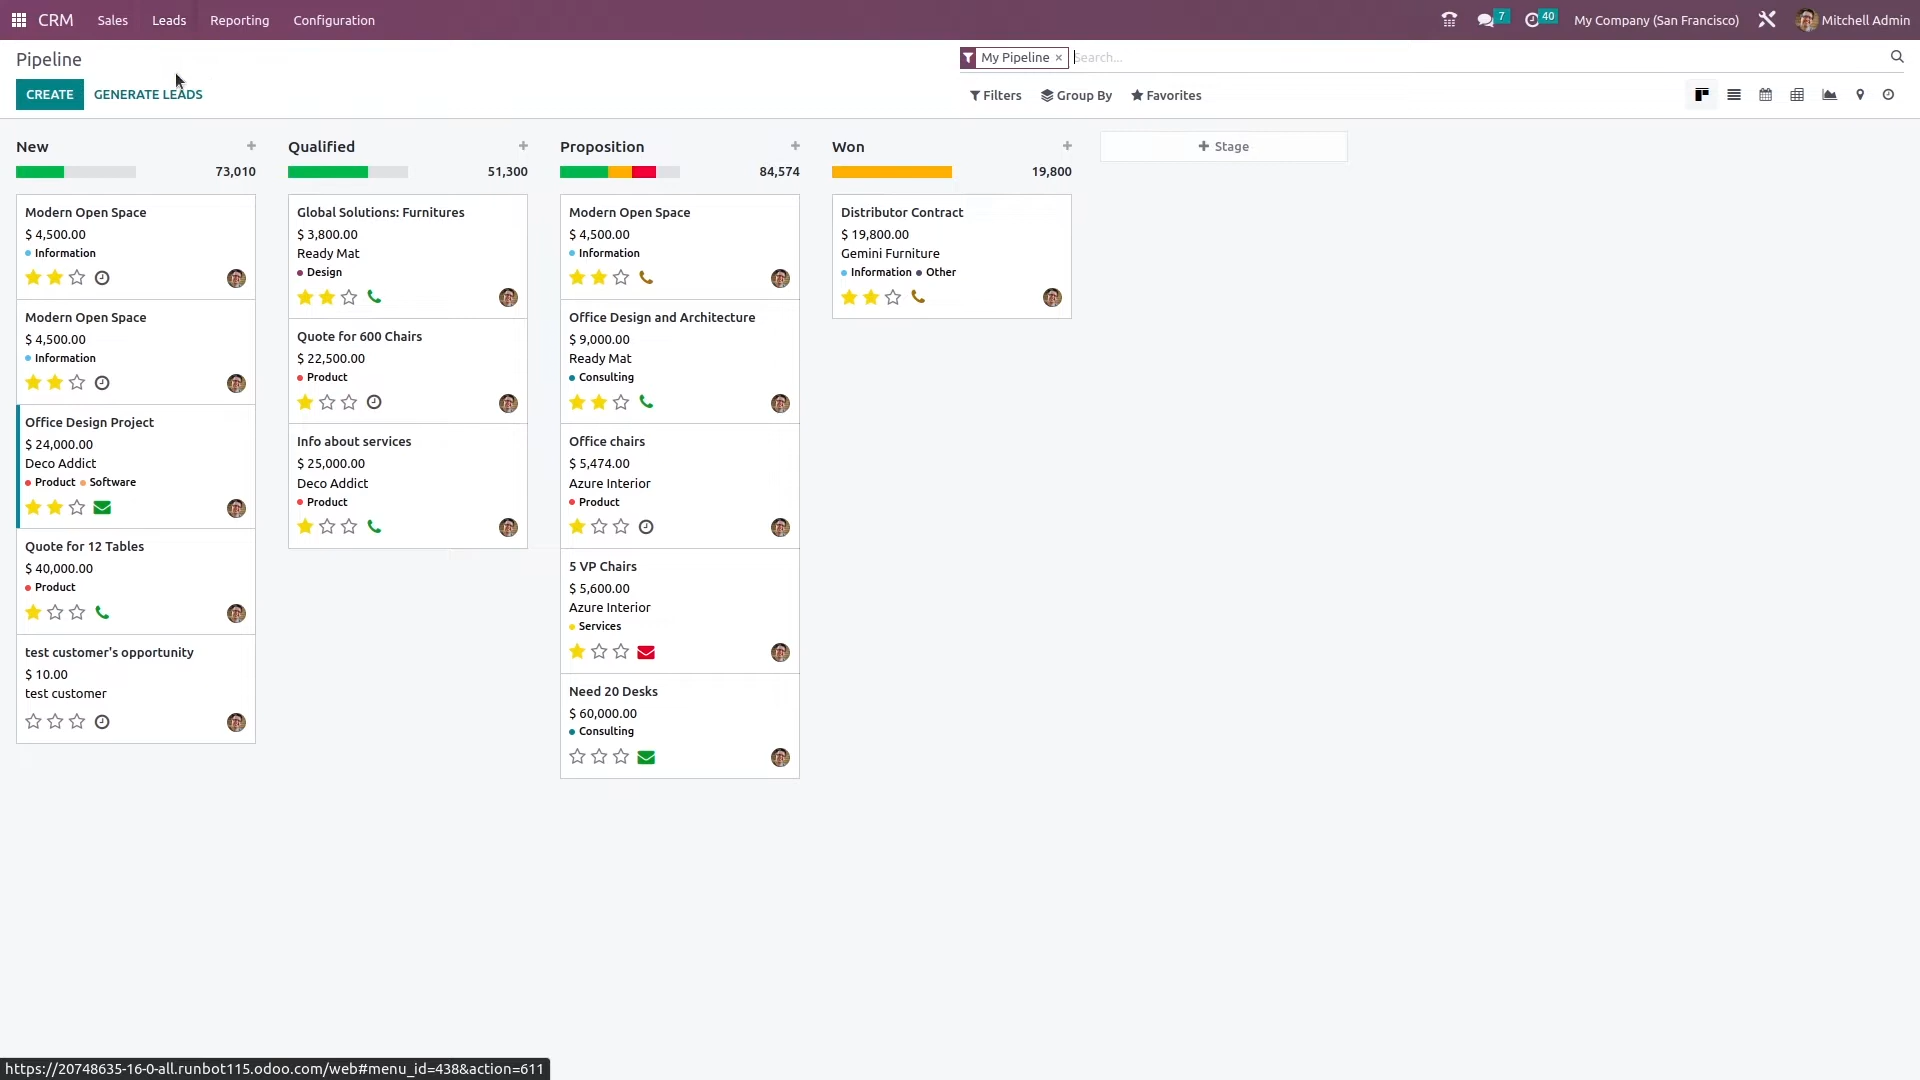 CRM Sales Leads Reporting Configuration 7 40 My Company (San Francisco) Mitchell Admin
Pipeline
My Pipeline × Search...
CREATE GENERATE LEADS
Filters Group By Favorites
New
73,010
Modern Open Space
$ 4,500.00
Information
Modern Open Space
$ 4,500.00
Information
Office Design Project
$ 24,000.00
Deco Addict
Product Software
Quote for 12 Tables
$ 40,000.00
Product
test customer's opportunity
$ 10.00
test customer
Qualified
51,300
Global Solutions: Furnitures
$ 3,800.00
Ready Mat
Design
Quote for 600 Chairs
$ 22,500.00
Product
Info about services
$ 25,000.00
Deco Addict
Product
Proposition
84,574
Modern Open Space
$ 4,500.00
Information
Office Design and Architecture
$ 9,000.00
Ready Mat
Consulting
Office chairs
$ 5,474.00
Azure Interior
Product
5 VP Chairs
$ 5,600.00
Azure Interior
Services
Need 20 Desks
$ 60,000.00
Consulting
Won
19,800
Distributor Contract
$ 19,800.00
Gemini Furniture
Information Other
+ Stage
https://20748635-16-0-all.runbot115.odoo.com/web#menu_id=438&action=611